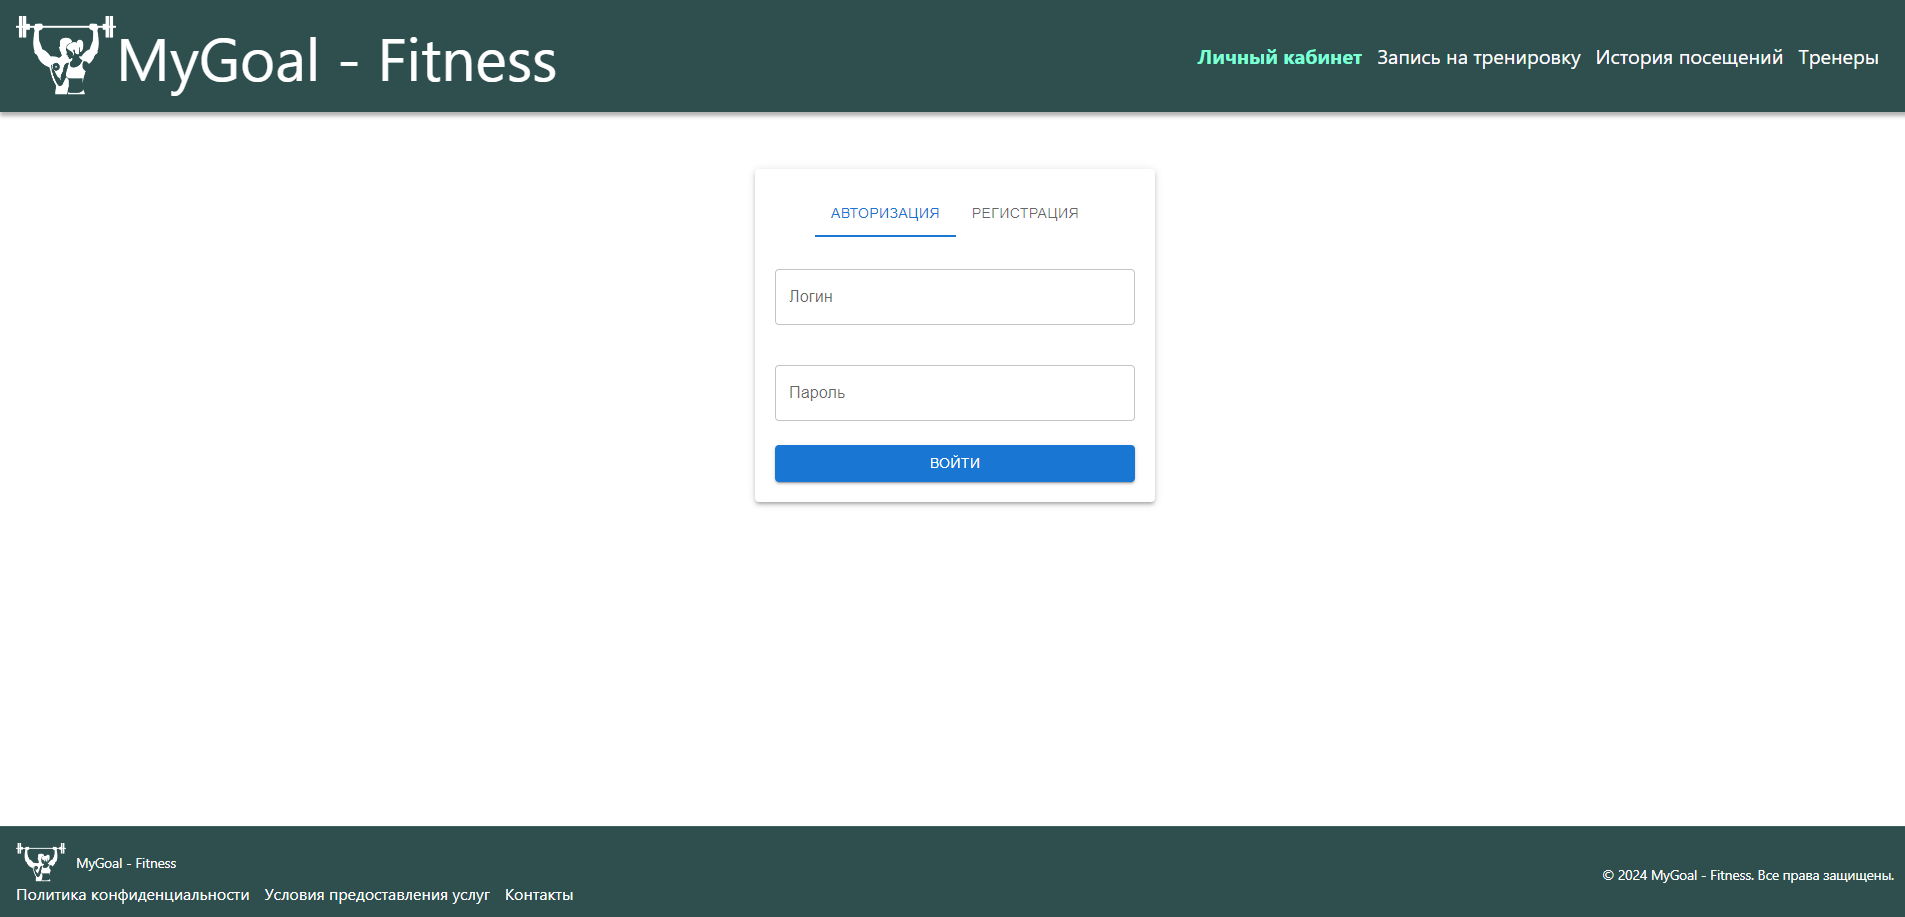 MyGoal - Fitness
Личный кабинет Запись на тренировку История посещений Тренеры
АВТОРИЗАЦИЯ РЕГИСТРАЦИЯ
Логин
Пароль
ВОЙТИ
MyGoal - Fitness
Политика конфиденциальности Условия предоставления услуг Контакты
© 2024 MyGoal - Fitness. Все права защищены.